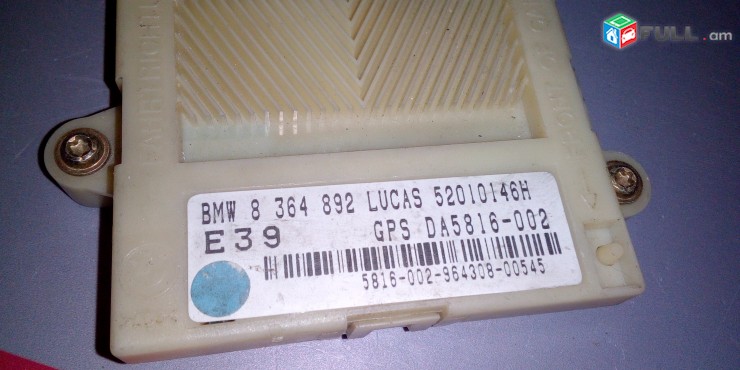 FULL.am
BMW 8 364 892 LUCAS 52010146H
E39 GPS DA5816-002
5816-002-964308-00545